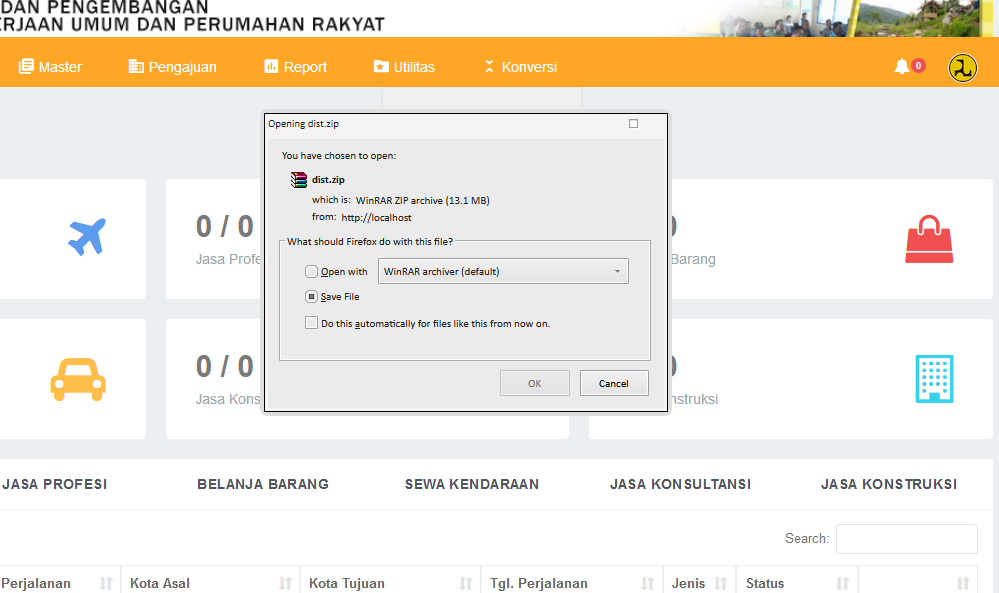 DAN PENGEMBANGAN
ERJAAN UMUM DAN PERUMAHAN RAKYAT
Master Pengajuan Report Utilitas Konversi 0
Opening dist.zip
You have chosen to open:
dist.zip
which is: WinRAR ZIP archive (13.1 MB)
from: http://localhost
What should Firefox do with this file?
Open with WinRAR archiver (default)
Save File
Do this automatically for files like this from now on.
OK Cancel
0 / 0
Jasa Profe
Barang
0 / 0
Jasa Kons
nstruksi
JASA PROFESI BELANJA BARANG SEWA KENDARAAN JASA KONSULTANSI JASA KONSTRUKSI
Search:
Perjalanan Kota Asal Kota Tujuan Tgl. Perjalanan Jenis Status